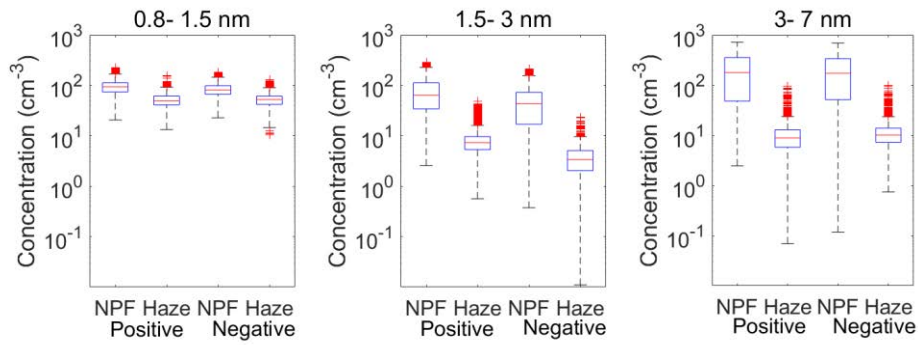 0.8- 1.5 nm
Concentration (cm⁻³)
10³
10²
10¹
10⁰
10⁻¹
NPF Haze NPF Haze
Positive Negative
1.5- 3 nm
Concentration (cm⁻³)
10³
10²
10¹
10⁰
10⁻¹
NPF Haze NPF Haze
Positive Negative
3- 7 nm
Concentration (cm⁻³)
10³
10²
10¹
10⁰
10⁻¹
NPF Haze NPF Haze
Positive Negative